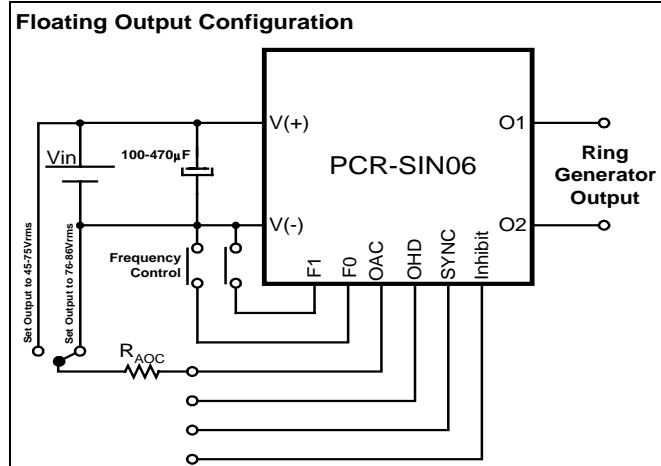 Floating Output Configuration
V(+)
O1
Vin
100-470µF
PCR-SIN06
Ring
Generator
Output
V(-)
O2
Set Output to 45-75Vrms
Set Output to 76-86Vrms
Frequency
Control
F1
F0
OAC
OHD
SYNC
Inhibit
RAOC